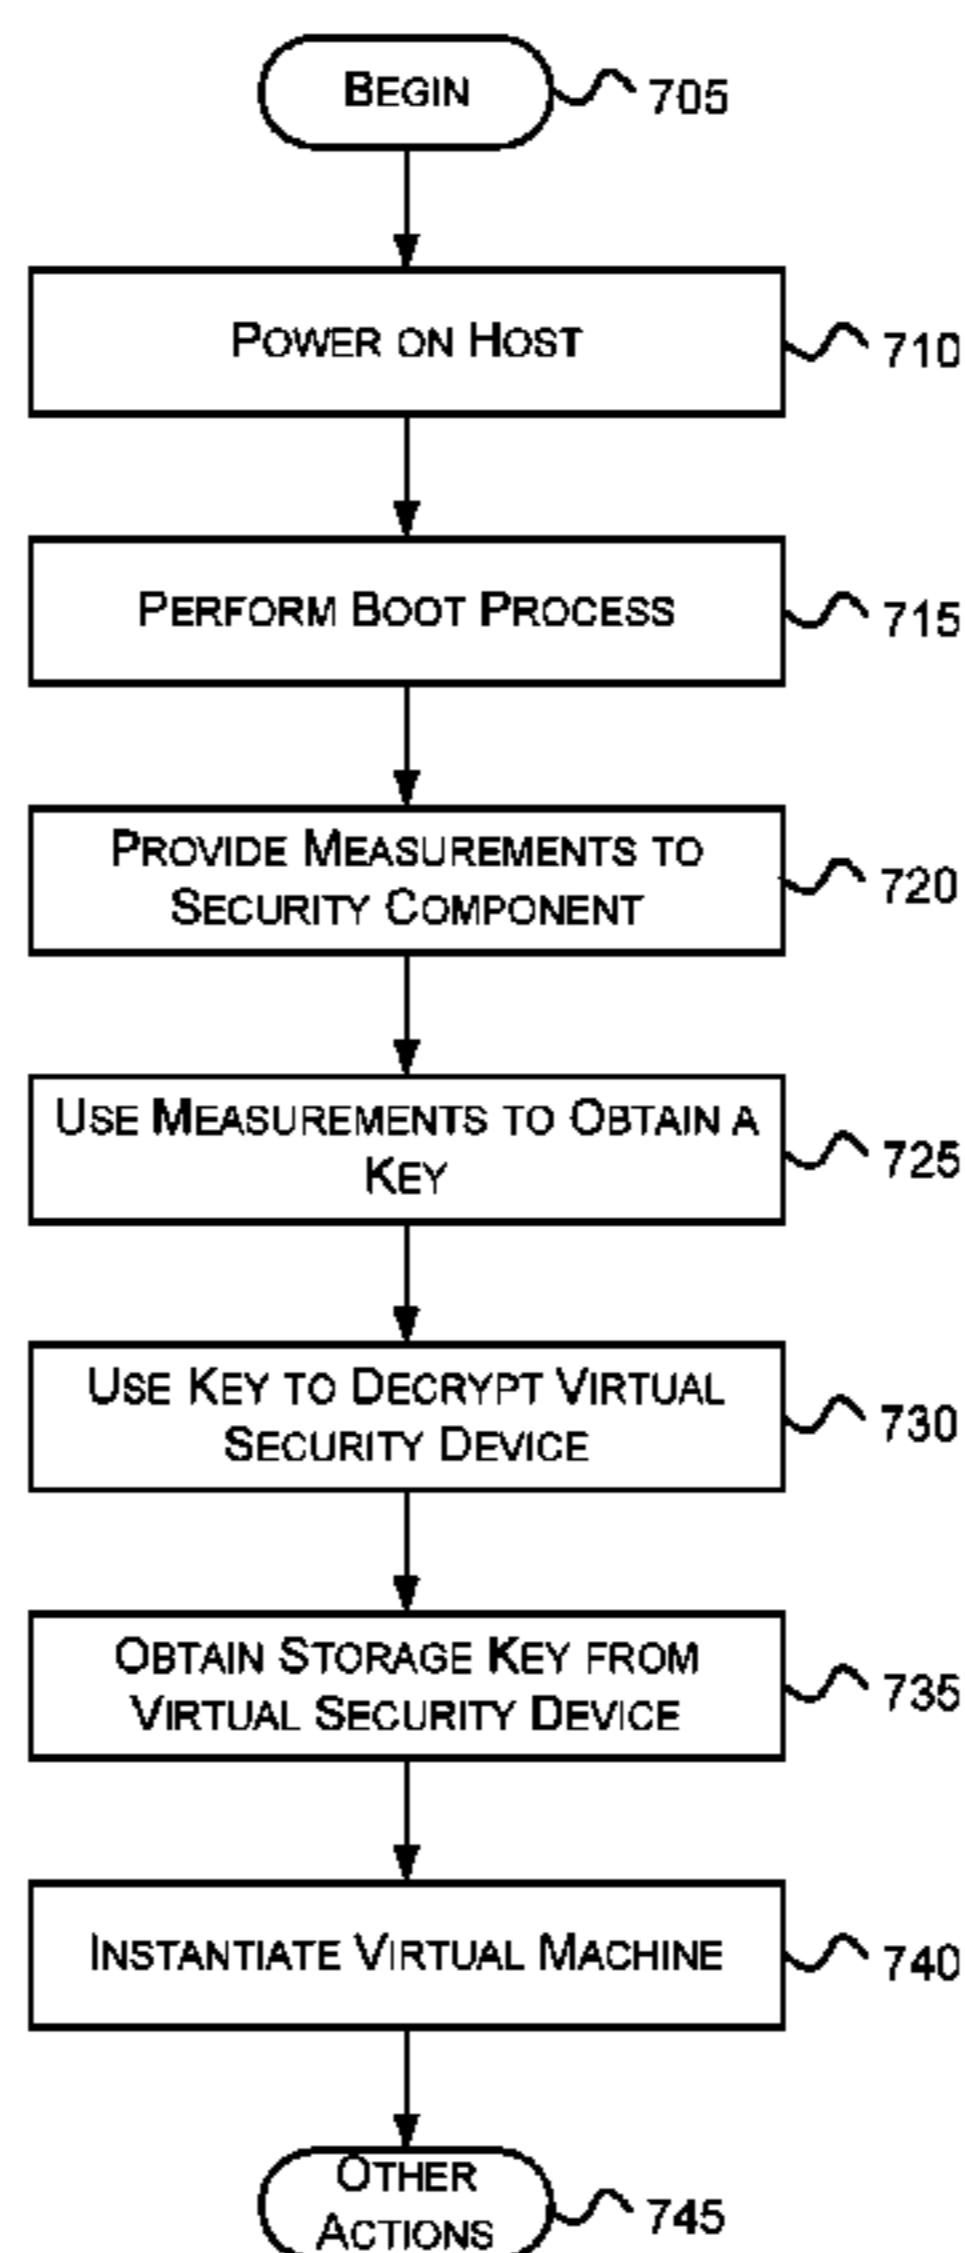 BEGIN
705
POWER ON HOST
710
PERFORM BOOT PROCESS
715
PROVIDE MEASUREMENTS TO
SECURITY COMPONENT
720
USE MEASUREMENTS TO OBTAIN A
KEY
725
USE KEY TO DECRYPT VIRTUAL
SECURITY DEVICE
730
OBTAIN STORAGE KEY FROM
VIRTUAL SECURITY DEVICE
735
INSTANTIATE VIRTUAL MACHINE
740
OTHER
ACTIONS
745